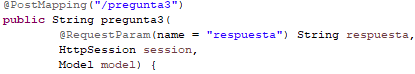 @PostMapping("/pregunta3")
public String pregunta3(
@RequestParam(name = "respuesta") String respuesta,
HttpSession session,
Model model) {